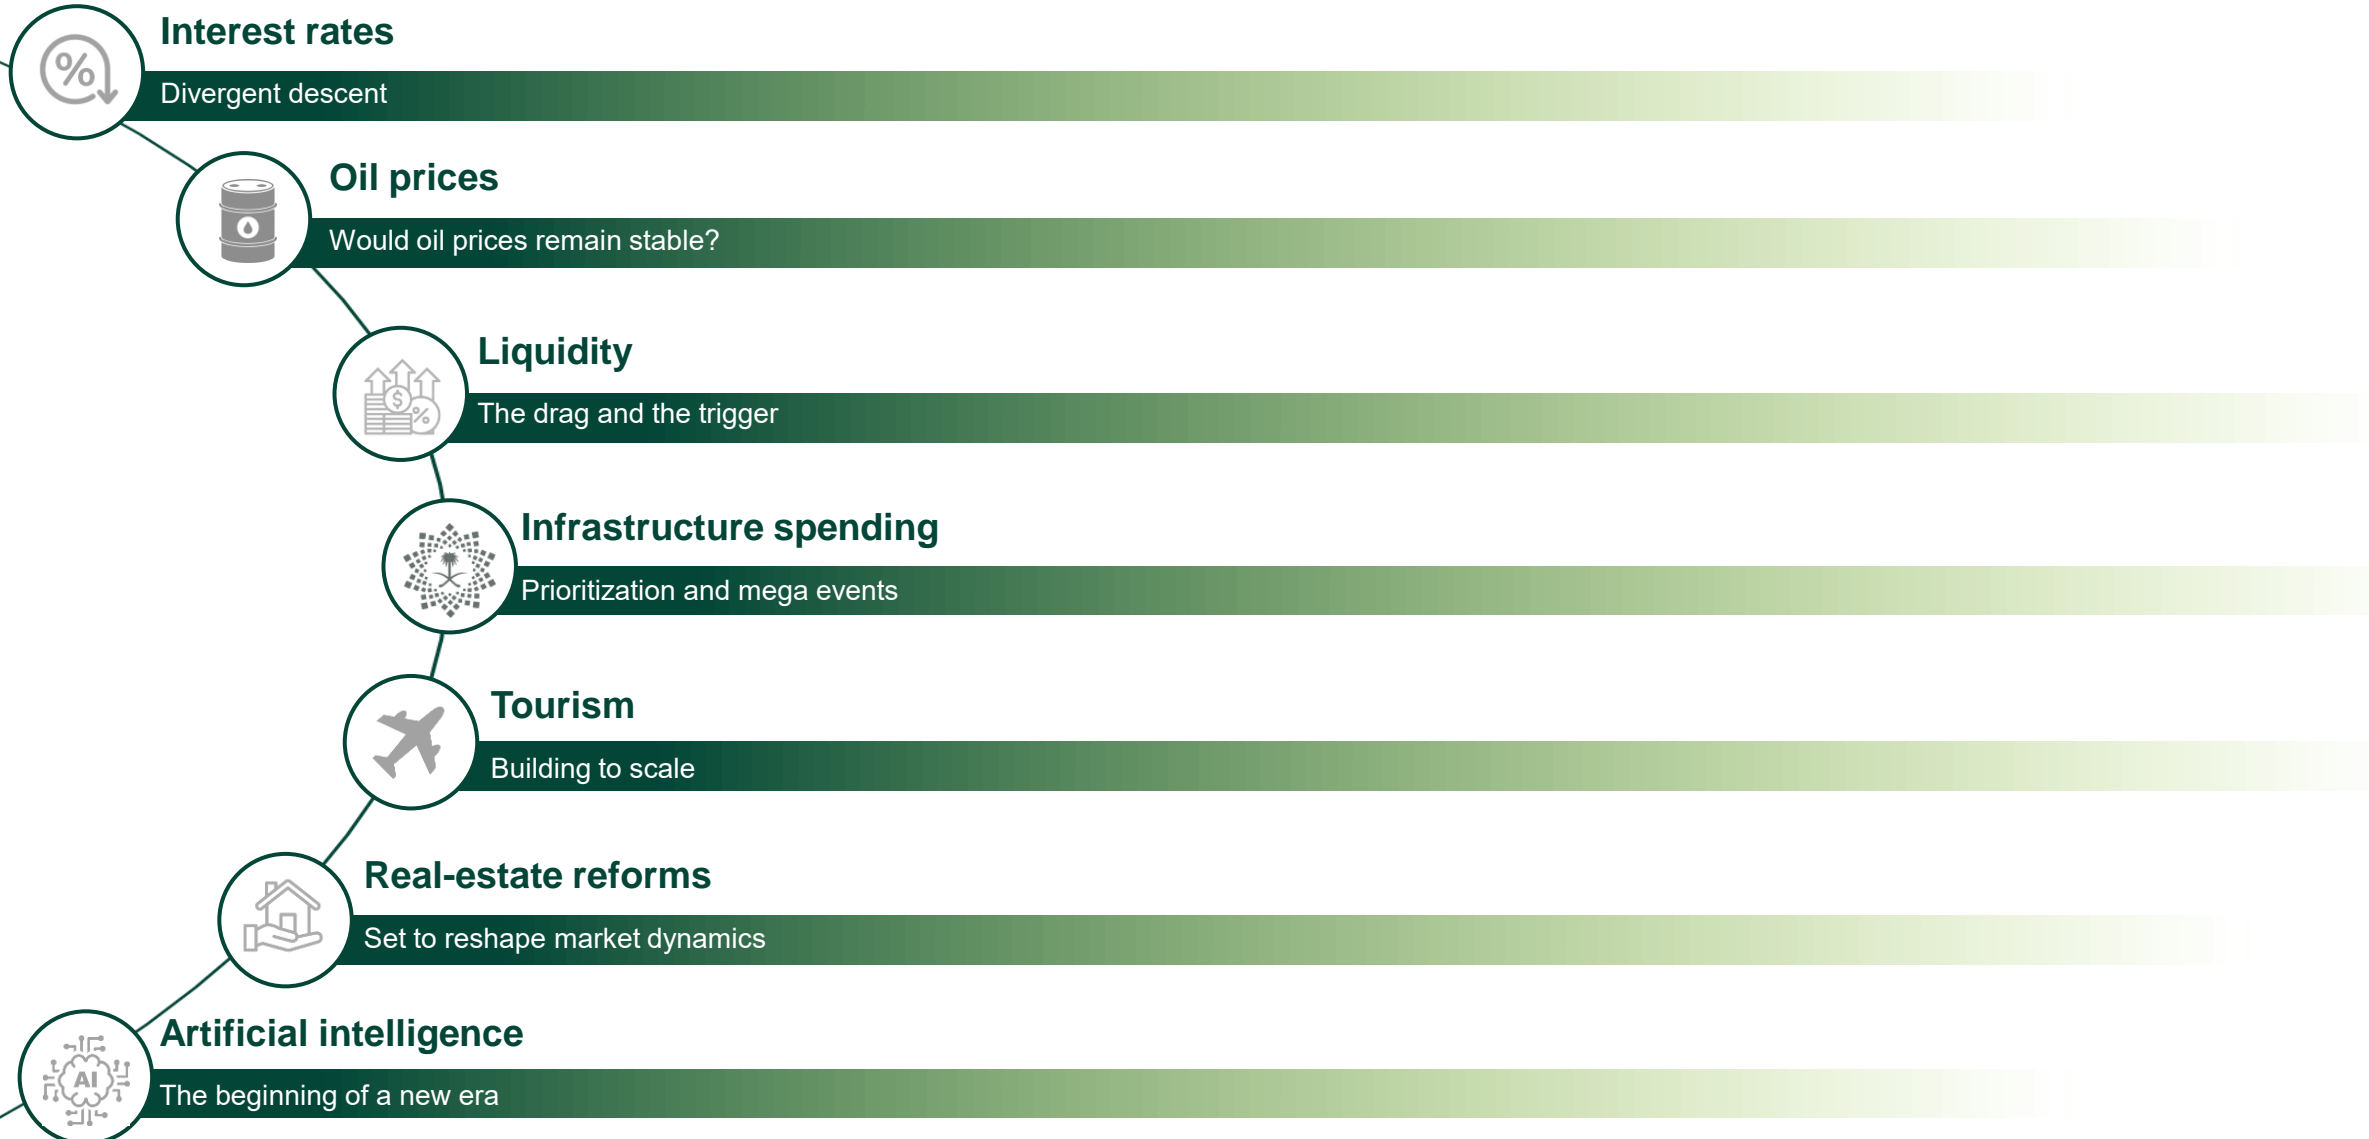 %
Interest rates
Divergent descent
Oil prices
Would oil prices remain stable?
Liquidity
$
%
The drag and the trigger
Infrastructure spending
Prioritization and mega events
Tourism
Building to scale
Real-estate reforms
Set to reshape market dynamics
Artificial intelligence
AI
The beginning of a new era